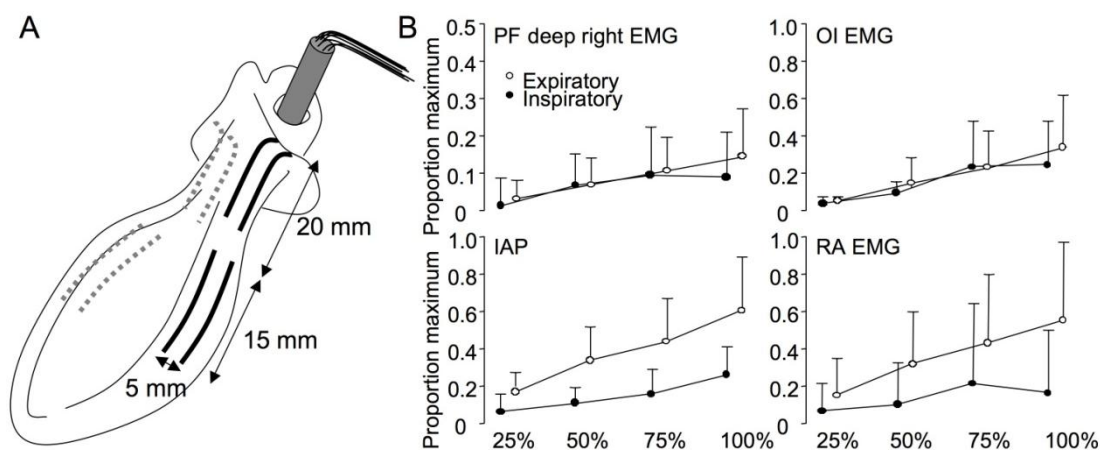 A
20 mm
15 mm
5 mm
B
PF deep right EMG
Expiratory
Inspiratory
Proportion maximum
0.5
0.4
0.3
0.2
0.1
0
OI EMG
1.0
0.8
0.6
0.4
0.2
0
IAP
Proportion maximum
1.0
0.8
0.6
0.4
0.2
0
25% 50% 75% 100%
RA EMG
1.0
0.8
0.6
0.4
0.2
0
25% 50% 75% 100%